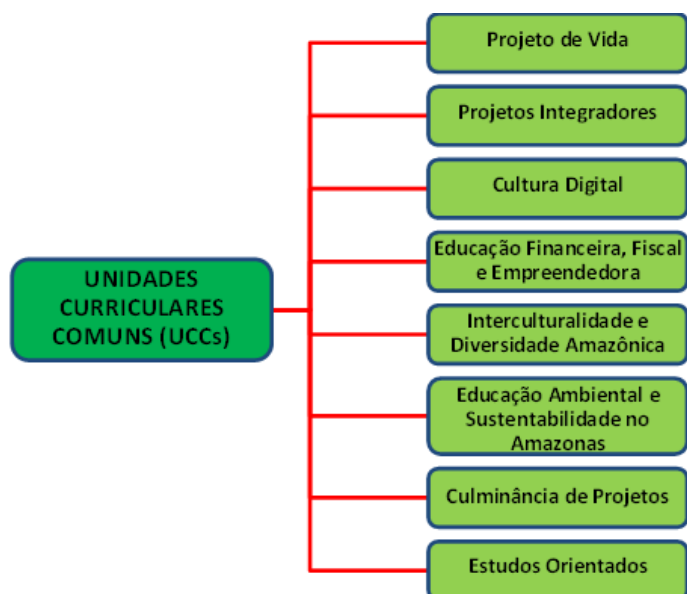 Projeto de Vida
Projetos Integradores
Cultura Digital
Educação Financeira, Fiscal
e Empreendedora
UNIDADES
CURRICULARES
COMUNS (UCCs)
Interculturalidade e
Diversidade Amazônica
Educação Ambiental e
Sustentabilidade no
Amazonas
Culminância de Projetos
Estudos Orientados